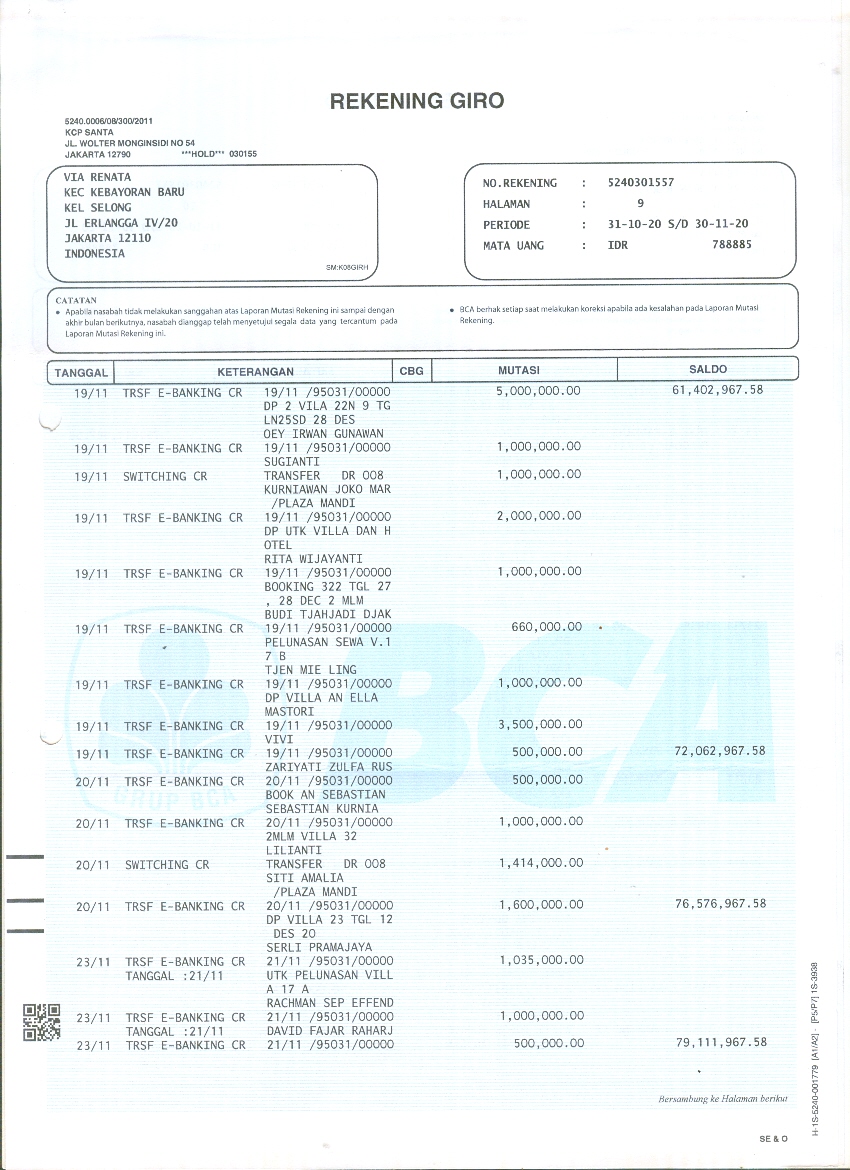 REKENING GIRO
5240.0006/08/300/2011
KCP SANTA
JL. WOLTER MONGINSIDI NO 54
JAKARTA 12790 ***HOLD*** 030155
VIA RENATA
KEC KEBAYORAN BARU
KEL SELONG
JL ERLANGGA IV/20
JAKARTA 12110
INDONESIA
SM:K08GIRH
NO.REKENING : 5240301557
HALAMAN : 9
PERIODE : 31-10-20 S/D 30-11-20
MATA UANG : IDR 788885
CATATAN
• Apabila nasabah tidak melakukan sanggahan atas Laporan Mutasi Rekening ini sampai dengan
akhir bulan berikutnya, nasabah dianggap telah menyetujui segala data yang tercantum pada
Laporan Mutasi Rekening ini.
• BCA berhak setiap saat melakukan koreksi apabila ada kesalahan pada Laporan Mutasi
Rekening.
TANGGAL KETERANGAN CBG MUTASI SALDO
19/11 TRSF E-BANKING CR 19/11 /95031/00000 5,000,000.00 61,402,967.58
DP 2 VILA 22N 9 TG
LN25SD 28 DES
OEY IRWAN GUNAWAN
19/11 TRSF E-BANKING CR 19/11 /95031/00000 1,000,000.00
SUGIANTI
19/11 SWITCHING CR TRANSFER DR 008 1,000,000.00
KURNIAWAN JOKO MAR
/PLAZA MANDI
19/11 TRSF E-BANKING CR 19/11 /95031/00000 2,000,000.00
DP UTK VILLA DAN H
OTEL
RITA WIJAYANTI
19/11 TRSF E-BANKING CR 19/11 /95031/00000 1,000,000.00
BOOKING 322 TGL 27
, 28 DEC 2 MLM
BUDI TJAHJADI DJAK
19/11 TRSF E-BANKING CR 19/11 /95031/00000 660,000.00
PELUNASAN SEWA V.1
7 B
TJEN MIE LING
19/11 TRSF E-BANKING CR 19/11 /95031/00000 1,000,000.00
DP VILLA AN ELLA
MASTORI
19/11 TRSF E-BANKING CR 19/11 /95031/00000 3,500,000.00
VIVI
19/11 TRSF E-BANKING CR 19/11 /95031/00000 500,000.00 72,062,967.58
ZARIYATI ZULFA RUS
20/11 TRSF E-BANKING CR 20/11 /95031/00000 500,000.00
BOOK AN SEBASTIAN
SEBASTIAN KURNIA
20/11 TRSF E-BANKING CR 20/11 /95031/00000 1,000,000.00
2MLM VILLA 32
LILIANTI
20/11 SWITCHING CR TRANSFER DR 008 1,414,000.00
SITI AMALIA
/PLAZA MANDI
20/11 TRSF E-BANKING CR 20/11 /95031/00000 1,600,000.00 76,576,967.58
DP VILLA 23 TGL 12
DES 20
SERLI PRAMAJAYA
23/11 TRSF E-BANKING CR 21/11 /95031/00000 1,035,000.00
TANGGAL :21/11 UTK PELUNASAN VILL
A 17 A
RACHMAN SEP EFFEND
23/11 TRSF E-BANKING CR 21/11 /95031/00000 1,000,000.00
TANGGAL :21/11 DAVID FAJAR RAHARJ
23/11 TRSF E-BANKING CR 21/11 /95031/00000 500,000.00 79,111,967.58
BCA
GRUP BCA
Bersambung ke Halaman berikut
SE & O
H-1S-5240-001779 [A1/A2] - [P5/P7] 1S-3938